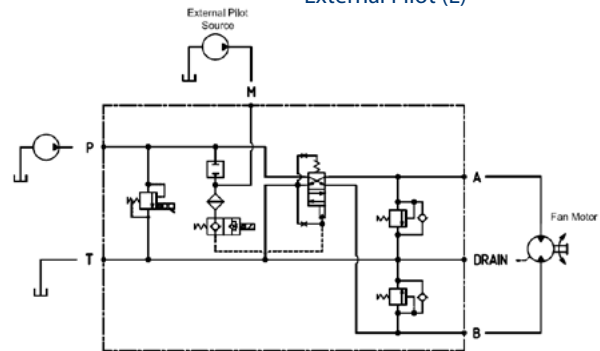 External Pilot (E)
External Pilot
Source
M
P
A
Fan Motor
T
DRAIN
B